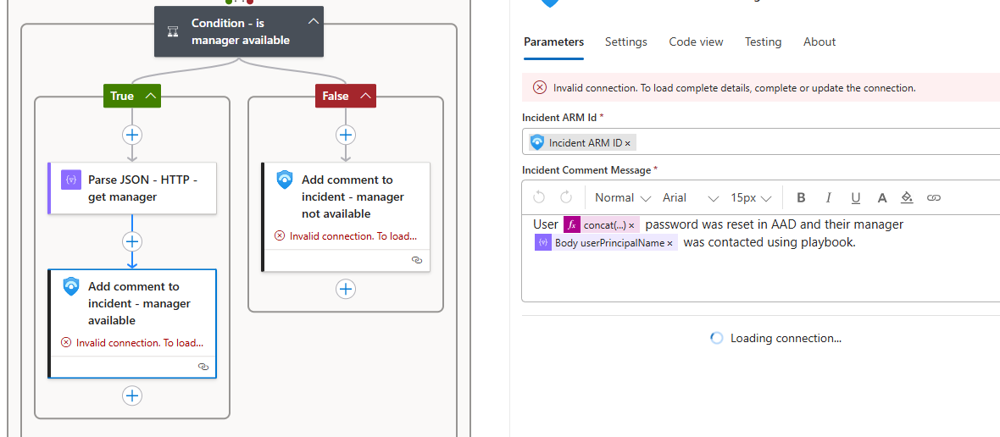 Condition - is
manager available
True
False
Parse JSON - HTTP -
get manager
Add comment to
incident - manager
not available
Invalid connection. To load...
Add comment to
incident - manager
available
Invalid connection. To load...
Parameters
Settings
Code view
Testing
About
Invalid connection. To load complete details, complete or update the connection.
Incident ARM Id *
Incident ARM ID ×
Incident Comment Message *
Normal
Arial
15px
B
I
U
A
User fx concat(...) × password was reset in AAD and their manager
Body userPrincipalName × was contacted using playbook.
Loading connection...